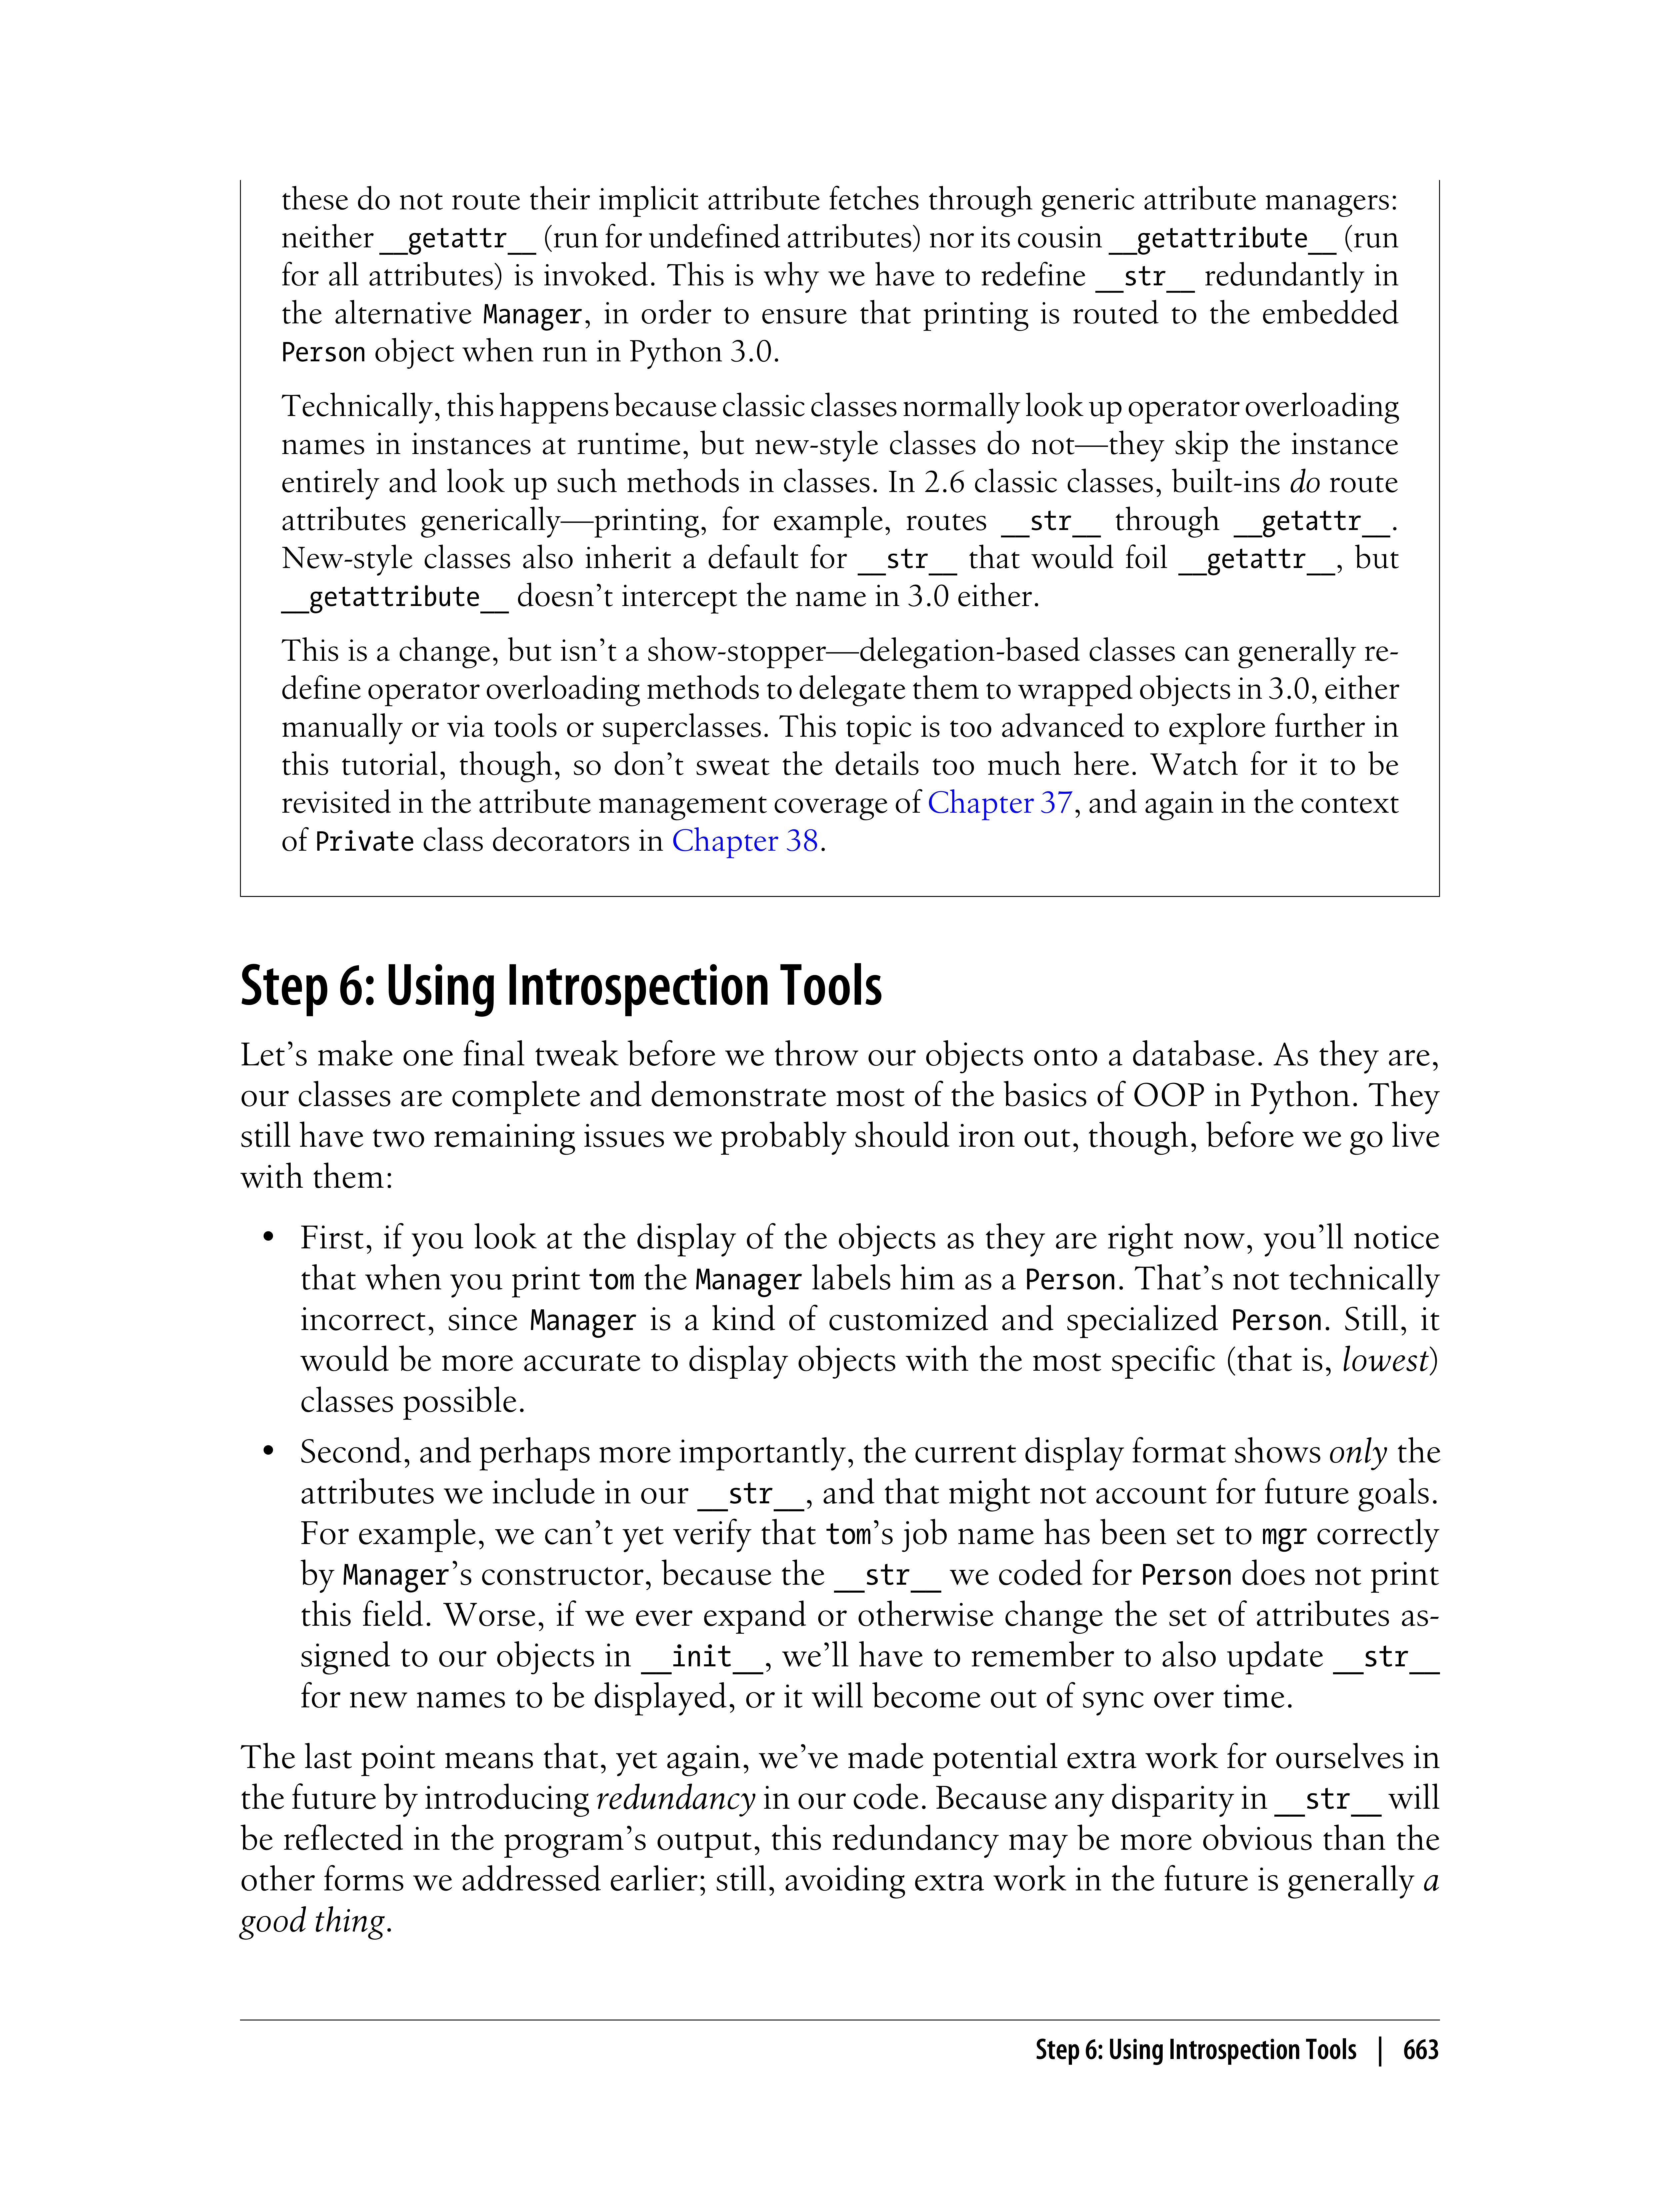 these do not route their implicit attribute fetches through generic attribute managers:
neither __getattr__ (run for undefined attributes) nor its cousin __getattribute__ (run
for all attributes) is invoked. This is why we have to redefine __str__ redundantly in
the alternative Manager, in order to ensure that printing is routed to the embedded
Person object when run in Python 3.0.
Technically, this happens because classic classes normally look up operator overloading
names in instances at runtime, but new-style classes do not—they skip the instance
entirely and look up such methods in classes. In 2.6 classic classes, built-ins do route
attributes generically—printing, for example, routes __str__ through __getattr__.
New-style classes also inherit a default for __str__ that would foil __getattr__, but
__getattribute__ doesn’t intercept the name in 3.0 either.
This is a change, but isn’t a show-stopper—delegation-based classes can generally re-
define operator overloading methods to delegate them to wrapped objects in 3.0, either
manually or via tools or superclasses. This topic is too advanced to explore further in
this tutorial, though, so don’t sweat the details too much here. Watch for it to be
revisited in the attribute management coverage of Chapter 37, and again in the context
of Private class decorators in Chapter 38.
Step 6: Using Introspection Tools
Let’s make one final tweak before we throw our objects onto a database. As they are,
our classes are complete and demonstrate most of the basics of OOP in Python. They
still have two remaining issues we probably should iron out, though, before we go live
with them:
• First, if you look at the display of the objects as they are right now, you’ll notice
that when you print tom the Manager labels him as a Person. That’s not technically
incorrect, since Manager is a kind of customized and specialized Person. Still, it
would be more accurate to display objects with the most specific (that is, lowest)
classes possible.
• Second, and perhaps more importantly, the current display format shows only the
attributes we include in our __str__, and that might not account for future goals.
For example, we can’t yet verify that tom’s job name has been set to mgr correctly
by Manager’s constructor, because the __str__ we coded for Person does not print
this field. Worse, if we ever expand or otherwise change the set of attributes as-
signed to our objects in __init__, we’ll have to remember to also update __str__
for new names to be displayed, or it will become out of sync over time.
The last point means that, yet again, we’ve made potential extra work for ourselves in
the future by introducing redundancy in our code. Because any disparity in __str__ will
be reflected in the program’s output, this redundancy may be more obvious than the
other forms we addressed earlier; still, avoiding extra work in the future is generally a
good thing.
Step 6: Using Introspection Tools | 663